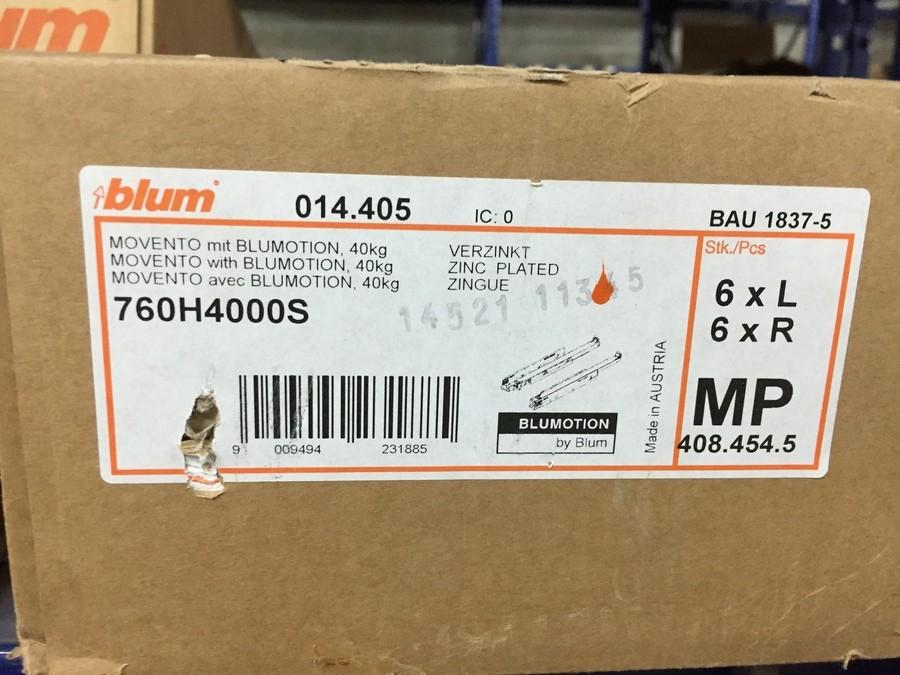 um
blum
014.405
IC: 0
BAU 1837-5
MOVENTO mit BLUMOTION, 40kg
MOVENTO with BLUMOTION, 40kg
MOVENTO avec BLUMOTION, 40kg
760H4000S
VERZINKT
ZINC PLATED
ZINGUE
14521
Stk./Pcs
6 x L
6 x R
MP
408.454.5
Made in AUSTRIA
BLUMOTION
by Blum
9 009494 231885